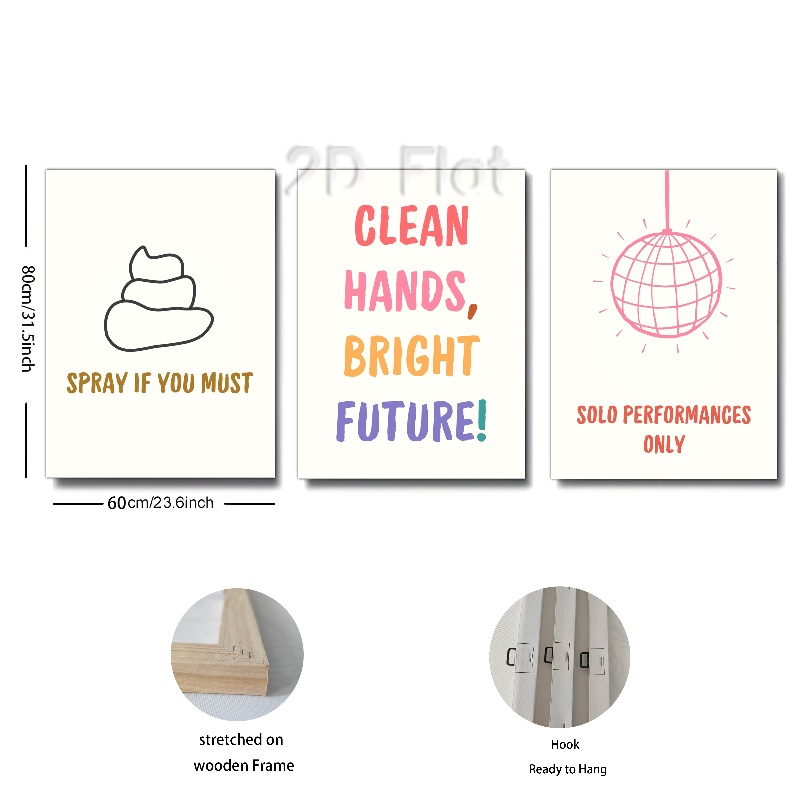 2D Flat
CLEAN
HANDS,
BRIGHT
FUTURE!
SPRAY IF YOU MUST
SOLO PERFORMANCES
ONLY
80cm/31.5inch
60cm/23.6inch
stretched on
wooden Frame
Hook
Ready to Hang